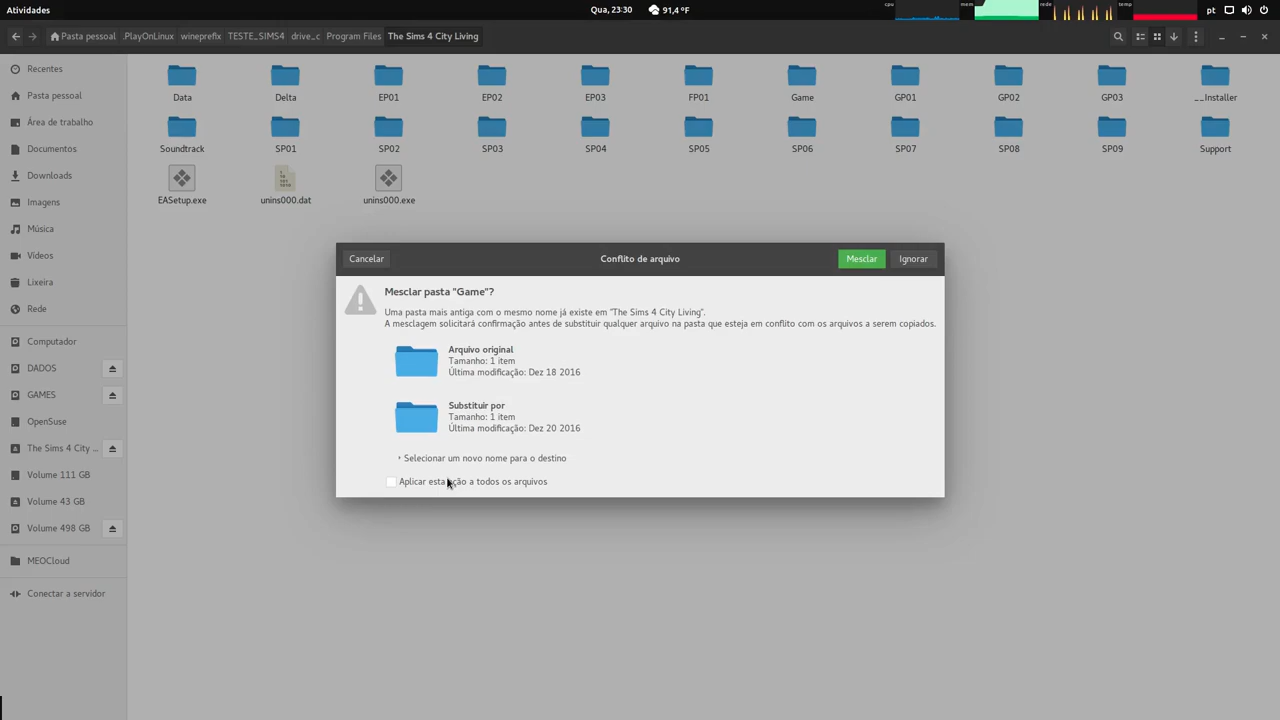 Atividades
Qua, 23:30
91,4 °F
cpu
mem
rede
temp
pt
Pasta pessoal
.PlayOnLinux
wineprefix
TESTE_SIMS4
drive_c
Program Files
The Sims 4 City Living
Recentes
Pasta pessoal
Área de trabalho
Documentos
Downloads
Imagens
Música
Vídeos
Lixeira
Rede
Computador
DADOS
GAMES
OpenSuse
The Sims 4 City ...
Volume 111 GB
Volume 43 GB
Volume 498 GB
MEOCloud
Conectar a servidor
Data
Delta
EP01
EP02
EP03
FP01
Game
GP01
GP02
GP03
__Installer
Soundtrack
SP01
SP02
SP03
SP04
SP05
SP06
SP07
SP08
SP09
Support
EASetup.exe
unins000.dat
unins000.exe
Cancelar
Conflito de arquivo
Mesclar
Ignorar
Mesclar pasta "Game"?
Uma pasta mais antiga com o mesmo nome já existe em "The Sims 4 City Living".
A mesclagem solicitará confirmação antes de substituir qualquer arquivo na pasta que esteja em conflito com os arquivos a serem copiados.
Arquivo original
Tamanho: 1 item
Última modificação: Dez 18 2016
Substituir por
Tamanho: 1 item
Última modificação: Dez 20 2016
Selecionar um novo nome para o destino
Aplicar esta ação a todos os arquivos